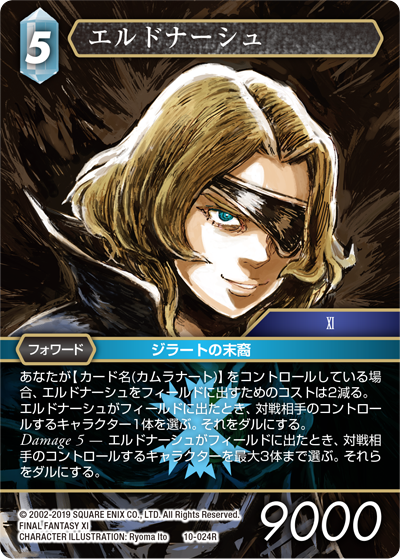 5
エルドナーシュ
XI
フォワード
ジラートの末裔
あなたが【カード名(カムラナート)】をコントロールしている場
合、エルドナーシュをフィールドに出すためのコストは2減る。
エルドナーシュがフィールドに出たとき、対戦相手のコントロー
ルするキャラクター1体を選ぶ。それをダルにする。
Damage 5 — エルドナーシュがフィールドに出たとき、対戦相
手のコントロールするキャラクターを最大3体まで選ぶ。それら
をダルにする。
© 2002-2019 SQUARE ENIX CO., LTD. All Rights Reserved.
FINAL FANTASY XI
CHARACTER ILLUSTRATION: Ryoma Ito
10-024R
9000